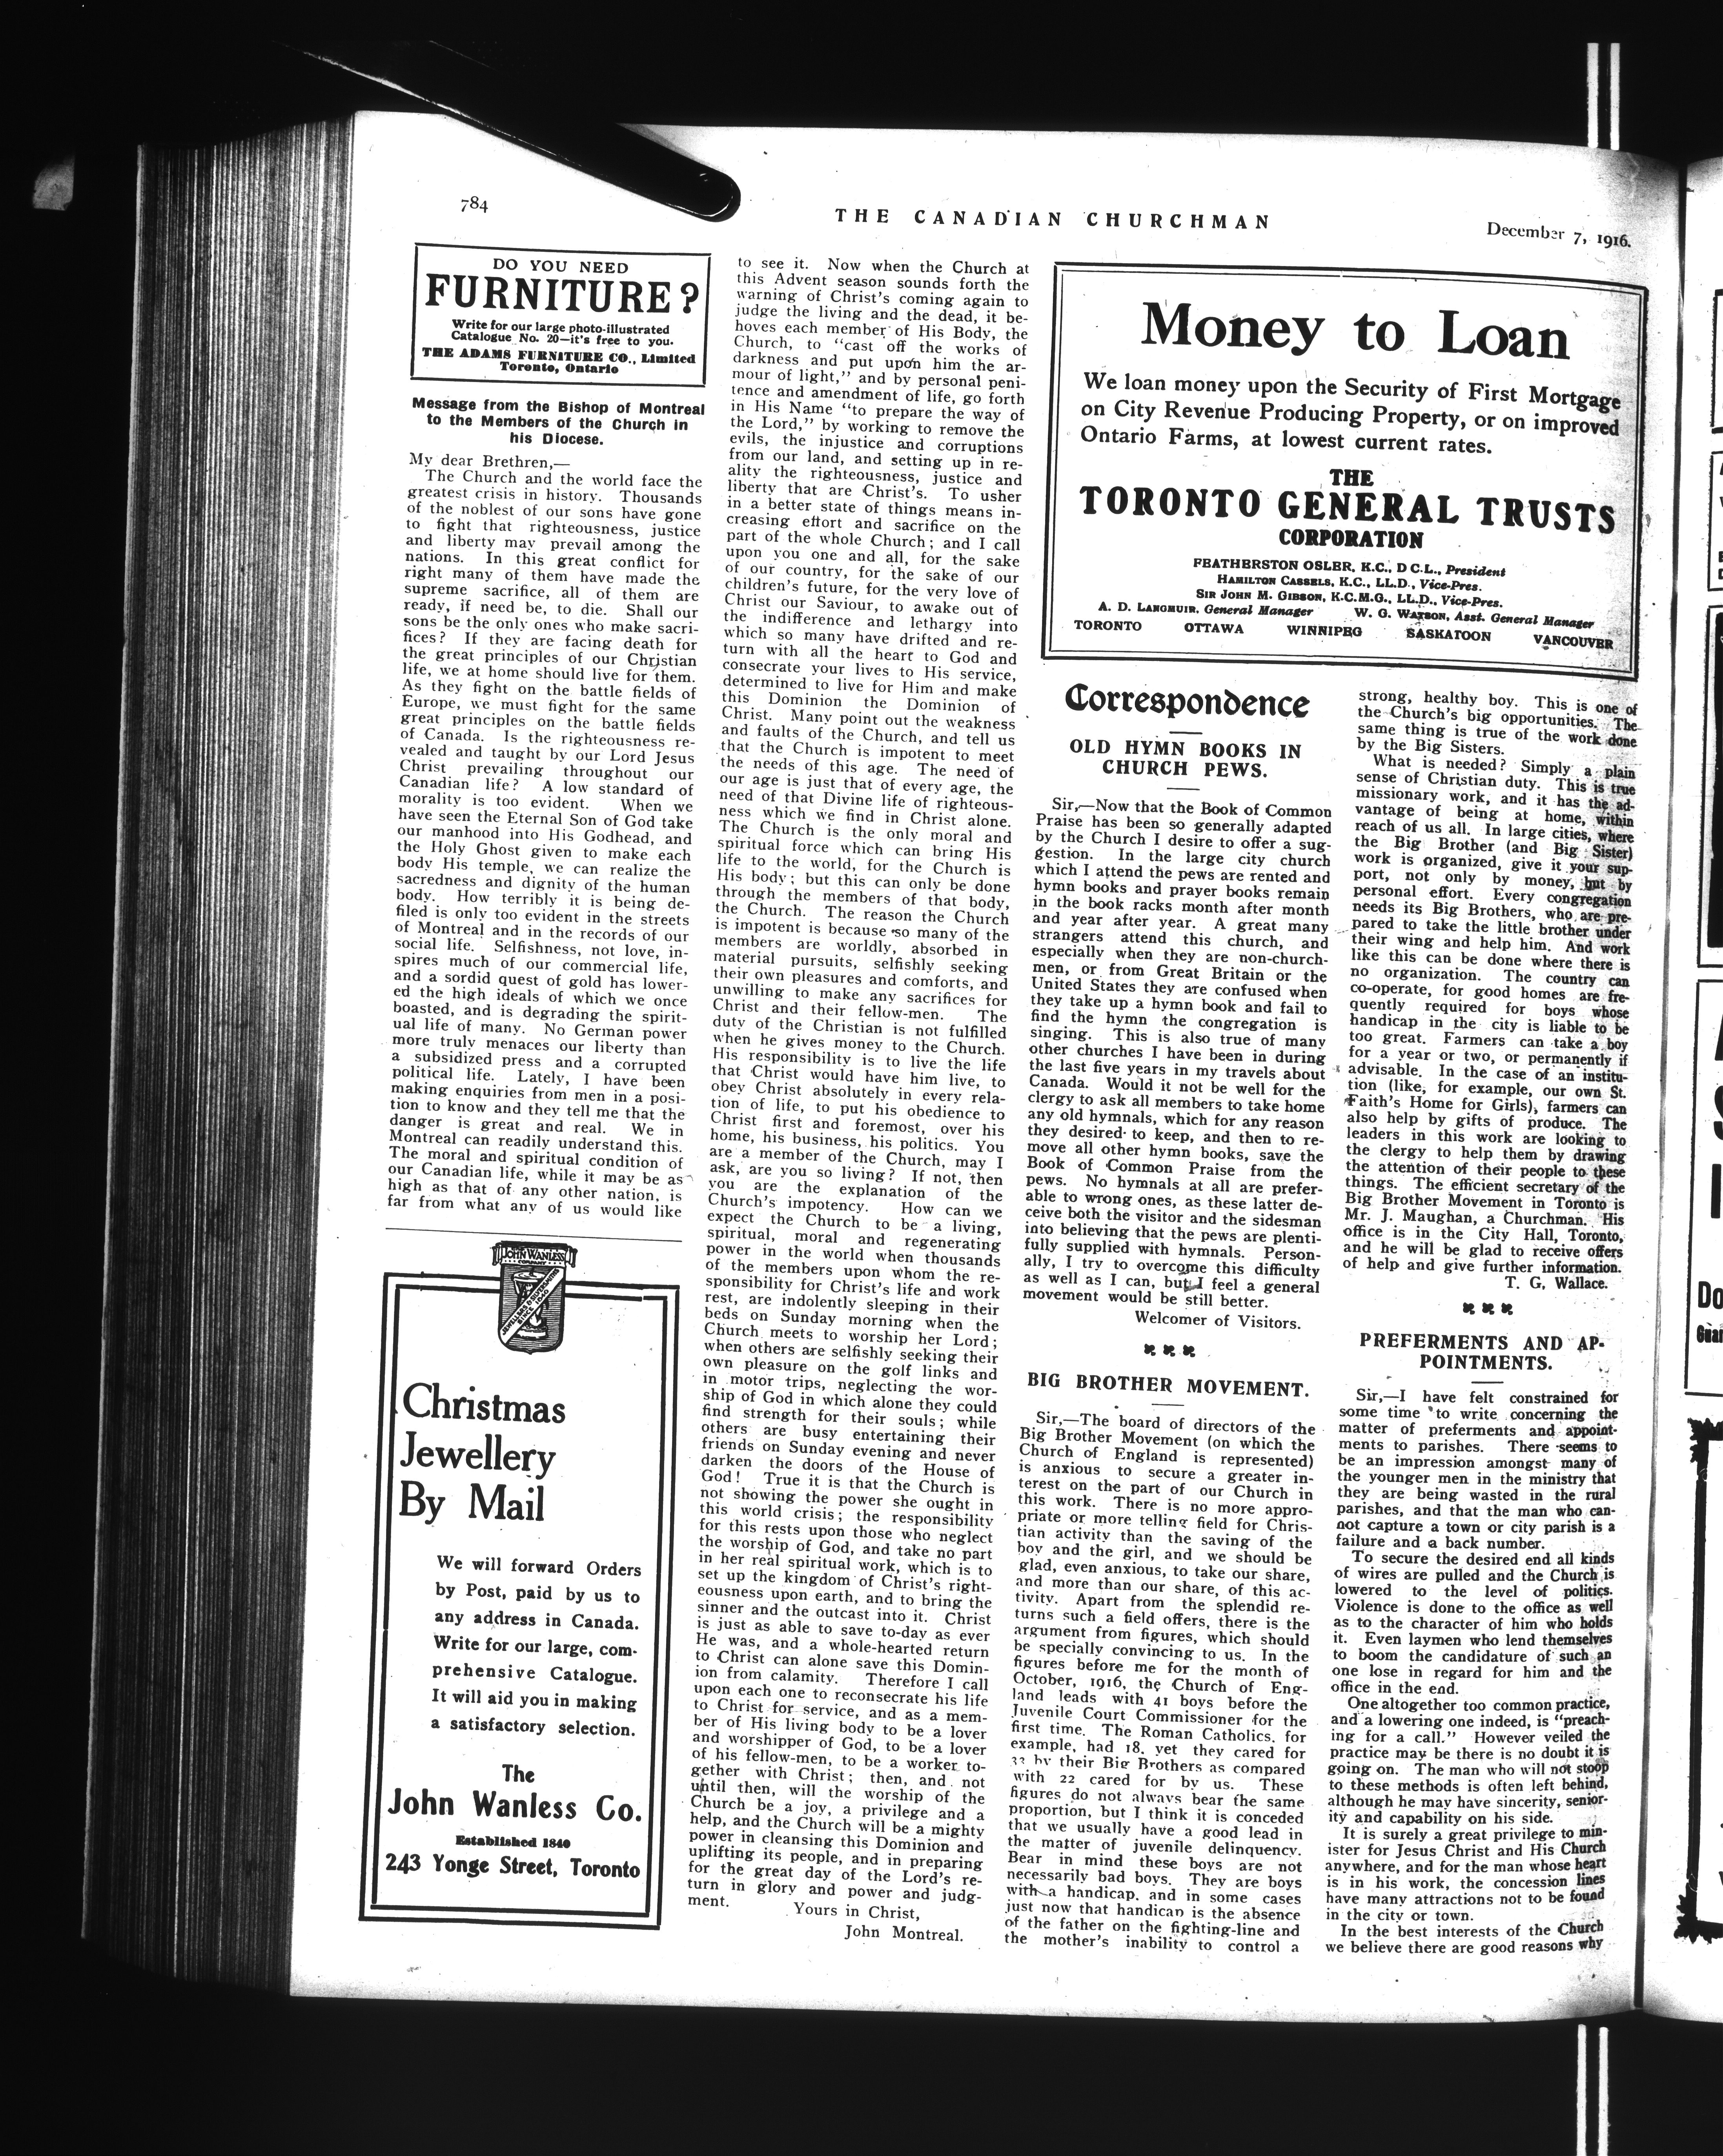 784
THE CANADIAN CHURCHMAN
December 7, 1916.
DO YOU NEED
FURNITURE?
Write for our large photo-illustrated
Catalogue No. 20—it's free to you.
THE ADAMS FURNITURE CO., Limited
Toronto, Ontario
Message from the Bishop of Montreal
to the Members of the Church in
his Diocese.
My dear Brethren,—
The Church and the world face the
greatest crisis in history. Thousands
of the noblest of our sons have gone
to fight that righteousness, justice
and liberty may prevail among the
nations. In this great conflict for
right many of them have made the
supreme sacrifice, all of them are
ready, if need be, to die. Shall our
sons be the only ones who make sacri-
fices? If they are facing death for
the great principles of our Christian
life, we at home should live for them.
As they fight on the battle fields of
Europe, we must fight for the same
great principles on the battle fields
of Canada. Is the righteousness re-
vealed and taught by our Lord Jesus
Christ prevailing throughout our
Canadian life? A low standard of
morality is too evident. When we
have seen the Eternal Son of God take
our manhood into His Godhead, and
the Holy Ghost given to make each
body His temple, we can realize the
sacredness and dignity of the human
body. How terribly it is being de-
filed is only too evident in the streets
of Montreal and in the records of our
social life. Selfishness, not love, in-
spires much of our commercial life,
and a sordid quest of gold has lower-
ed the high ideals of which we once
boasted, and is degrading the spirit-
ual life of many. No German power
more truly menaces our liberty than
a subsidized press and a corrupted
political life. Lately, I have been
making enquiries from men in a posi-
tion to know and they tell me that the
danger is great and real. We in
Montreal can readily understand this.
The moral and spiritual condition of
our Canadian life, while it may be as
high as that of any other nation, is
far from what any of us would like
JOHN WANLESS
COMPANY
JEWELLERS & SILVERSMITHS
SINCE 1840
Christmas
Jewellery
By Mail
We will forward Orders
by Post, paid by us to
any address in Canada.
Write for our large, com-
prehensive Catalogue.
It will aid you in making
a satisfactory selection.
The
John Wanless Co.
Established 1840
243 Yonge Street, Toronto
to see it. Now when the Church at
this Advent season sounds forth the
warning of Christ's coming again to
judge the living and the dead, it be-
hoves each member of His Body, the
Church, to "cast off the works of
darkness and put upon him the ar-
mour of light," and by personal peni-
tence and amendment of life, go forth
in His Name "to prepare the way of
the Lord," by working to remove the
evils, the injustice and corruptions
from our land, and setting up in re-
ality the righteousness, justice and
liberty that are Christ's. To usher
in a better state of things means in-
creasing effort and sacrifice on the
part of the whole Church; and I call
upon you one and all, for the sake
of our country, for the sake of our
children's future, for the very love of
Christ our Saviour, to awake out of
the indifference and lethargy into
which so many have drifted and re-
turn with all the heart to God and
consecrate your lives to His service,
determined to live for Him and make
this Dominion the Dominion of
Christ. Many point out the weakness
and faults of the Church, and tell us
that the Church is impotent to meet
the needs of this age. The need of
our age is just that of every age, the
need of that Divine life of righteous-
ness which we find in Christ alone.
The Church is the only moral and
spiritual force which can bring His
life to the world, for the Church is
His body; but this can only be done
through the members of that body,
the Church. The reason the Church
is impotent is because so many of the
members are worldly, absorbed in
material pursuits, selfishly seeking
their own pleasures and comforts, and
unwilling to make any sacrifices for
Christ and their fellow-men. The
duty of the Christian is not fulfilled
when he gives money to the Church.
His responsibility is to live the life
that Christ would have him live, to
obey Christ absolutely in every rela-
tion of life, to put his obedience to
Christ first and foremost, over his
home, his business, his politics. You
are a member of the Church, may I
ask, are you so living? If not, then
you are the explanation of the
Church's impotency. How can we
expect the Church to be a living,
spiritual, moral and regenerating
power in the world when thousands
of the members upon whom the re-
sponsibility for Christ's life and work
rest, are indolently sleeping in their
beds on Sunday morning when the
Church meets to worship her Lord;
when others are selfishly seeking their
own pleasure on the golf links and
in motor trips, neglecting the wor-
ship of God in which alone they could
find strength for their souls; while
others are busy entertaining their
friends on Sunday evening and never
darken the doors of the House of
God! True it is that the Church is
not showing the power she ought in
this world crisis; the responsibility
for this rests upon those who neglect
the worship of God, and take no part
in her real spiritual work, which is to
set up the kingdom of Christ's right-
eousness upon earth, and to bring the
sinner and the outcast into it. Christ
is just as able to save to-day as ever
He was, and a whole-hearted return
to Christ can alone save this Domin-
ion from calamity. Therefore I call
upon each one to reconsecrate his life
to Christ for service, and as a mem-
ber of His living body to be a lover
and worshipper of God, to be a lover
of his fellow-men, to be a worker to-
gether with Christ; then, and not
until then, will the worship of the
Church be a joy, a privilege and a
help, and the Church will be a mighty
power in cleansing this Dominion and
uplifting its people, and in preparing
for the great day of the Lord's re-
turn in glory and power and judg-
ment.
Yours in Christ,
John Montreal.
Money to Loan
We loan money upon the Security of First Mortgage
on City Revenue Producing Property, or on improved
Ontario Farms, at lowest current rates.
THE
TORONTO GENERAL TRUSTS
CORPORATION
FEATHERSTON OSLER, K.C., D C.L., President
HAMILTON CASSELS, K.C., LL.D., Vice-Pres.
SIR JOHN M. GIBSON, K.C.M.G., LL.D., Vice-Pres.
A. D. LANGMUIR, General Manager W. G. WATSON, Asst. General Manager
TORONTO OTTAWA WINNIPEG SASKATOON VANCOUVER
Correspondence
OLD HYMN BOOKS IN
CHURCH PEWS.
Sir,—Now that the Book of Common
Praise has been so generally adapted
by the Church I desire to offer a sug-
gestion. In the large city church
which I attend the pews are rented and
hymn books and prayer books remain
in the book racks month after month
and year after year. A great many
strangers attend this church, and
especially when they are non-church-
men, or from Great Britain or the
United States they are confused when
they take up a hymn book and fail to
find the hymn the congregation is
singing. This is also true of many
other churches I have been in during
the last five years in my travels about
Canada. Would it not be well for the
clergy to ask all members to take home
any old hymnals, which for any reason
they desired to keep, and then to re-
move all other hymn books, save the
Book of Common Praise from the
pews. No hymnals at all are prefer-
able to wrong ones, as these latter de-
ceive both the visitor and the sidesman
into believing that the pews are plenti-
fully supplied with hymnals. Person-
ally, I try to overcome this difficulty
as well as I can, but I feel a general
movement would be still better.
Welcomer of Visitors.
BIG BROTHER MOVEMENT.
Sir,—The board of directors of the
Big Brother Movement (on which the
Church of England is represented)
is anxious to secure a greater in-
terest on the part of our Church in
this work. There is no more appro-
priate or more telling field for Chris-
tian activity than the saving of the
boy and the girl, and we should be
glad, even anxious, to take our share,
and more than our share, of this ac-
tivity. Apart from the splendid re-
turns such a field offers, there is the
argument from figures, which should
be specially convincing to us. In the
figures before me for the month of
October, 1916, the Church of Eng-
land leads with 41 boys before the
Juvenile Court Commissioner for the
first time. The Roman Catholics, for
example, had 18, yet they cared for
33 by their Big Brothers as compared
with 22 cared for by us. These
figures do not always bear the same
proportion, but I think it is conceded
that we usually have a good lead in
the matter of juvenile delinquency.
Bear in mind these boys are not
necessarily bad boys. They are boys
with a handicap, and in some cases
just now that handicap is the absence
of the father on the fighting-line and
the mother's inability to control a
strong, healthy boy. This is one of
the Church's big opportunities. The
same thing is true of the work done
by the Big Sisters.
What is needed? Simply a plain
sense of Christian duty. This is true
missionary work, and it has the ad-
vantage of being at home, within
reach of us all. In large cities, where
the Big Brother (and Big Sister)
work is organized, give it your sup-
port, not only by money, but by
personal effort. Every congregation
needs its Big Brothers, who are pre-
pared to take the little brother under
their wing and help him. And work
like this can be done where there is
no organization. The country can
co-operate, for good homes are fre-
quently required for boys whose
handicap in the city is liable to be
too great. Farmers can take a boy
for a year or two, or permanently if
advisable. In the case of an institu-
tion (like, for example, our own St.
Faith's Home for Girls), farmers can
also help by gifts of produce. The
leaders in this work are looking to
the clergy to help them by drawing
the attention of their people to these
things. The efficient secretary of the
Big Brother Movement in Toronto is
Mr. J. Maughan, a Churchman. His
office is in the City Hall, Toronto,
and he will be glad to receive offers
of help and give further information.
T. G. Wallace.
PREFERMENTS AND AP-
POINTMENTS.
Sir,—I have felt constrained for
some time to write concerning the
matter of preferments and appoint-
ments to parishes. There seems to
be an impression amongst many of
the younger men in the ministry that
they are being wasted in the rural
parishes, and that the man who can-
not capture a town or city parish is a
failure and a back number.
To secure the desired end all kinds
of wires are pulled and the Church is
lowered to the level of politics.
Violence is done to the office as well
as to the character of him who holds
it. Even laymen who lend themselves
to boom the candidature of such an
one lose in regard for him and the
office in the end.
One altogether too common practice,
and a lowering one indeed, is "preach-
ing for a call." However veiled the
practice may be there is no doubt it is
going on. The man who will not stoop
to these methods is often left behind,
although he may have sincerity, senior-
ity and capability on his side.
It is surely a great privilege to min-
ister for Jesus Christ and His Church
anywhere, and for the man whose heart
is in his work, the concession lines
have many attractions not to be found
in the city or town.
In the best interests of the Church
we believe there are good reasons why